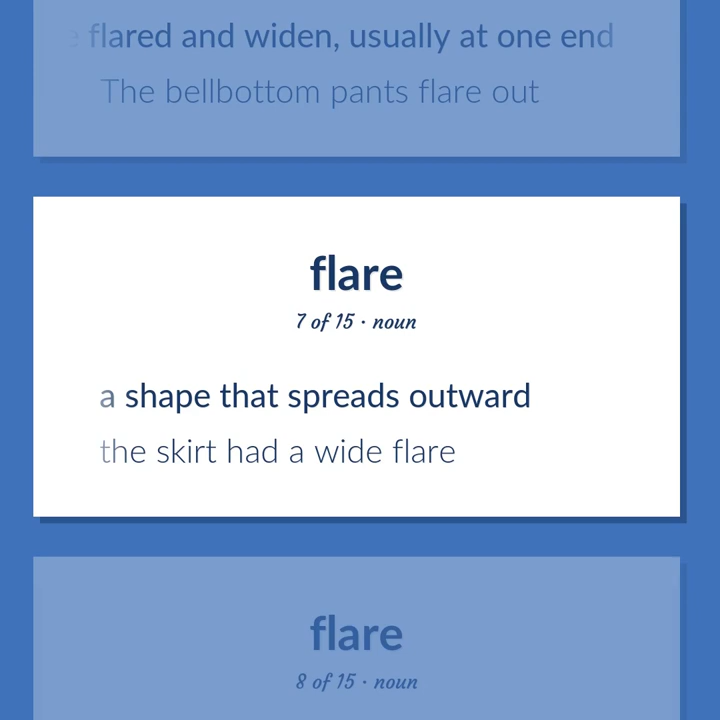 flared and widen, usually at one end
The bellbottom pants flare out
flare
7 of 15 · noun
a shape that spreads outward
the skirt had a wide flare
flare
8 of 15 · noun